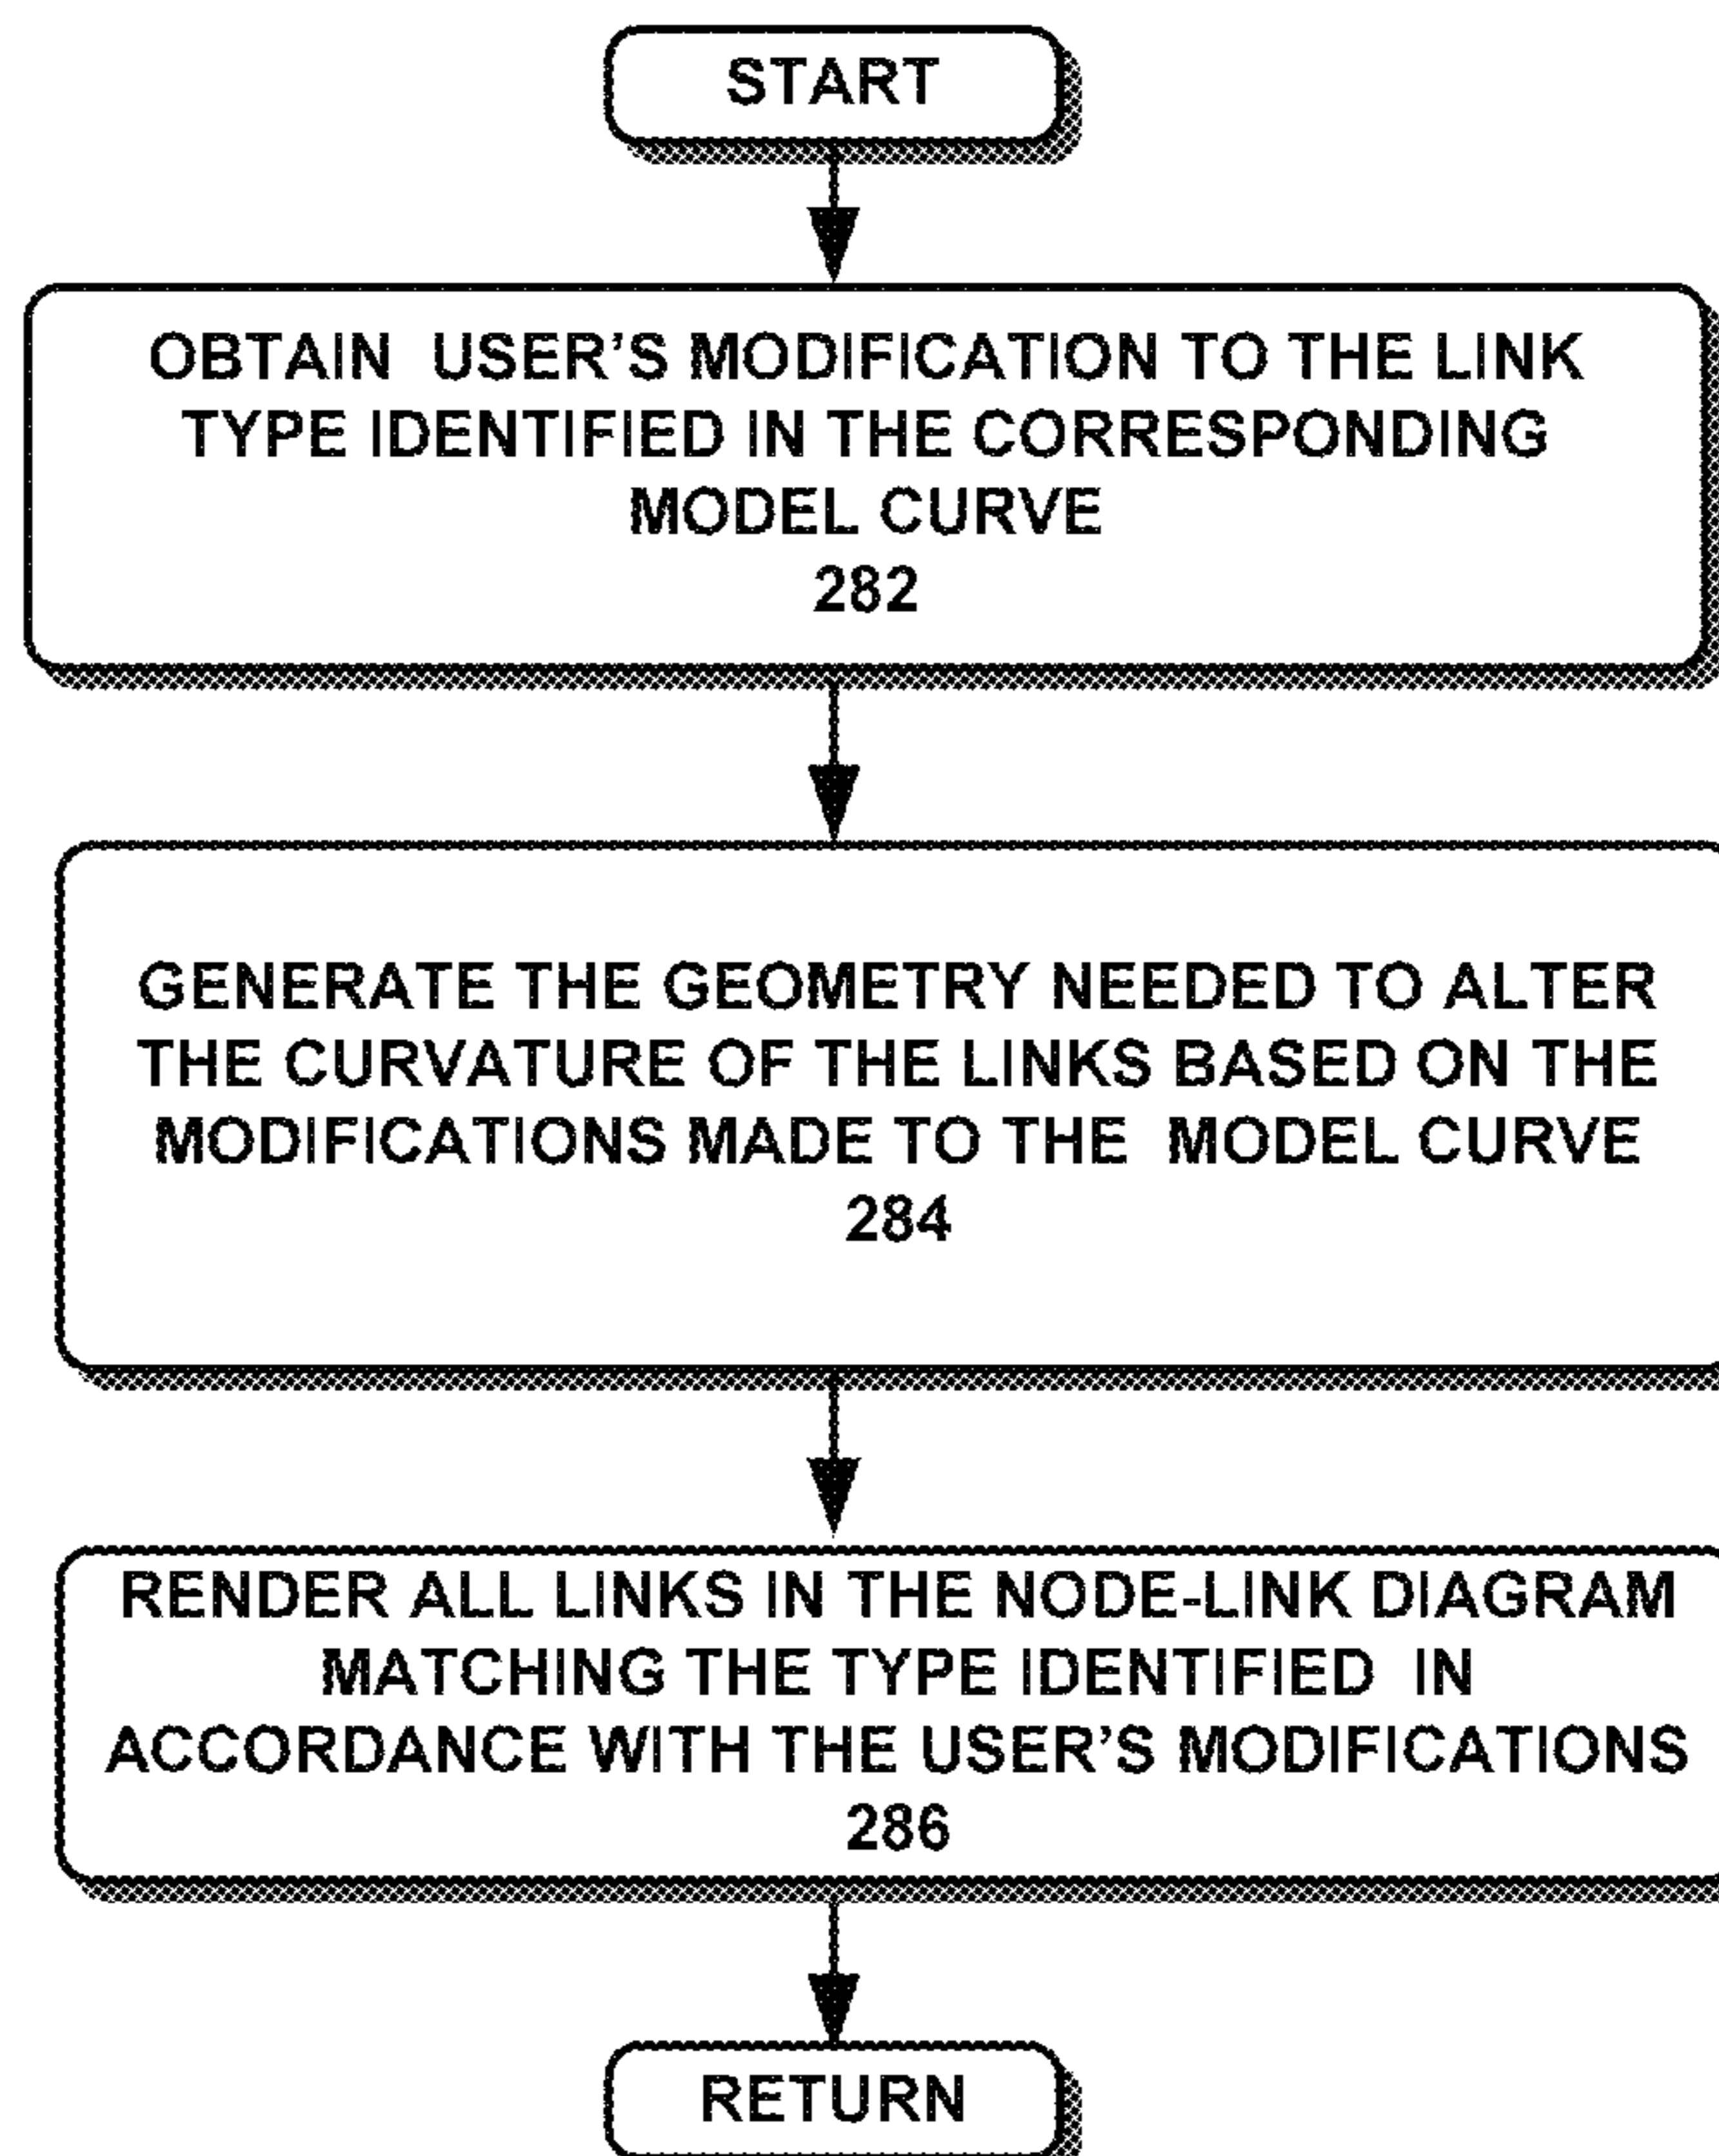 START
OBTAIN USER'S MODIFICATION TO THE LINK
TYPE IDENTIFIED IN THE CORRESPONDING
MODEL CURVE
282
GENERATE THE GEOMETRY NEEDED TO ALTER
THE CURVATURE OF THE LINKS BASED ON THE
MODIFICATIONS MADE TO THE MODEL CURVE
284
RENDER ALL LINKS IN THE NODE-LINK DIAGRAM
MATCHING THE TYPE IDENTIFIED IN
ACCORDANCE WITH THE USER'S MODIFICATIONS
286
RETURN